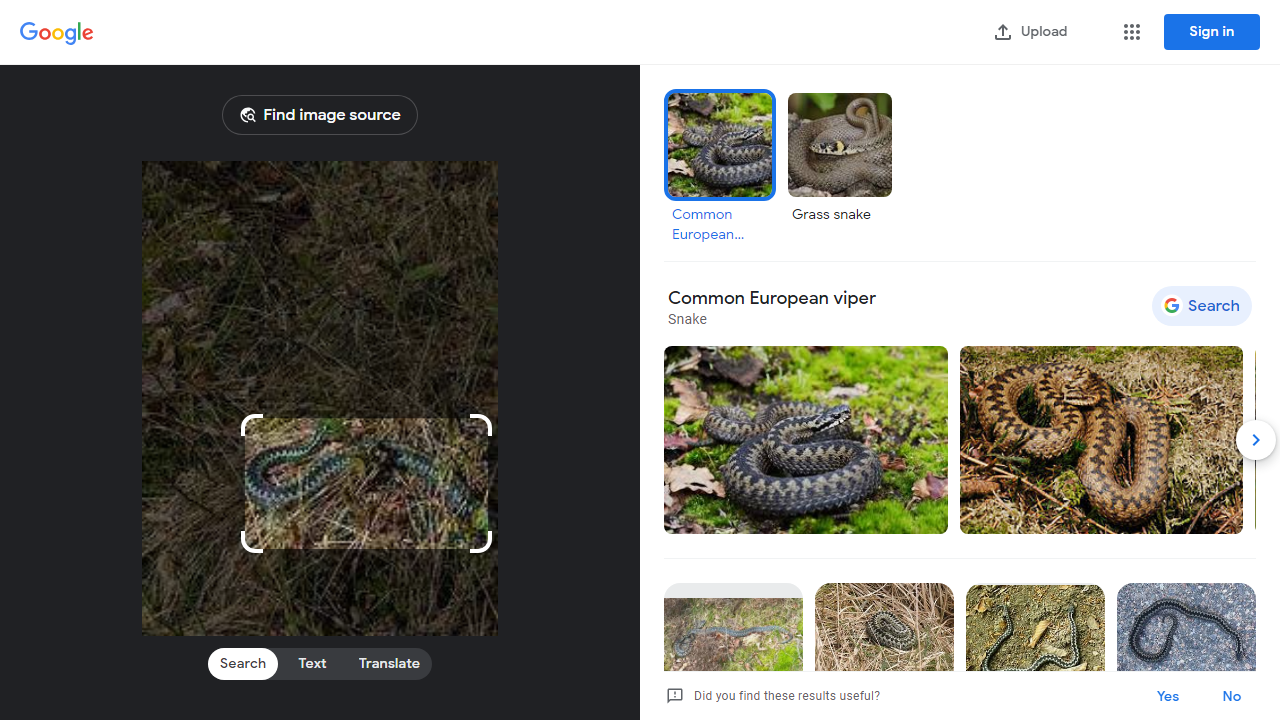 Google
Upload
Sign in
Find image source
Common
European...
Grass snake
Common European viper
Snake
Search
Search
Text
Translate
Did you find these results useful?
Yes
No